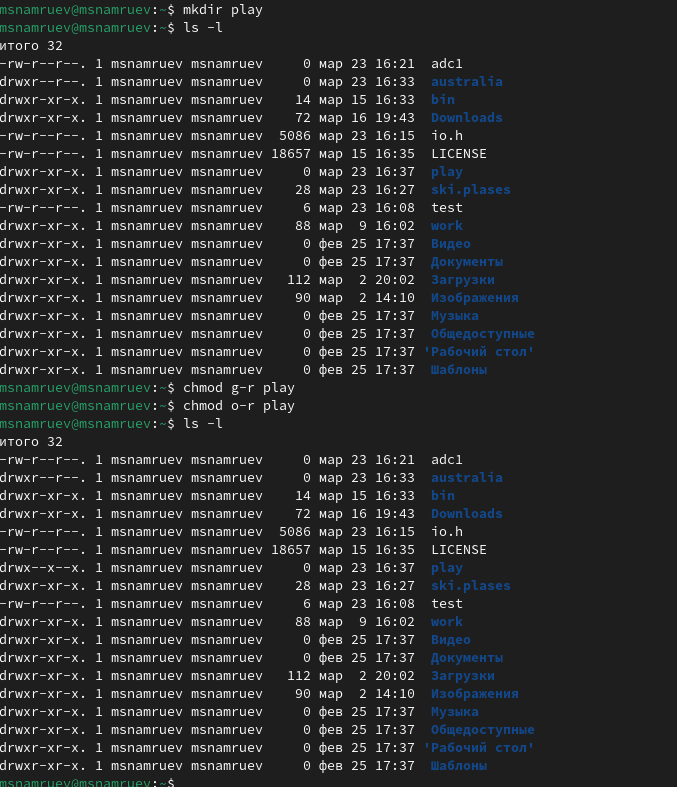 msnamruev@msnamruev:~$ mkdir play
msnamruev@msnamruev:~$ ls -l
итого 32
-rw-r--r--. 1 msnamruev msnamruev     0 мар 23 16:21  adc1
drwxr--r--. 1 msnamruev msnamruev     0 мар 23 16:33  australia
drwxr-xr-x. 1 msnamruev msnamruev    14 мар 15 16:33  bin
drwxr-xr-x. 1 msnamruev msnamruev    72 мар 16 19:43  Downloads
-rw-r--r--. 1 msnamruev msnamruev  5086 мар 23 16:15  io.h
-rw-r--r--. 1 msnamruev msnamruev 18657 мар 15 16:35  LICENSE
drwxr-xr-x. 1 msnamruev msnamruev     0 мар 23 16:37  play
drwxr-xr-x. 1 msnamruev msnamruev    28 мар 23 16:27  ski.plases
-rw-r--r--. 1 msnamruev msnamruev     6 мар 23 16:08  test
drwxr-xr-x. 1 msnamruev msnamruev    88 мар  9 16:02  work
drwxr-xr-x. 1 msnamruev msnamruev     0 фев 25 17:37  Видео
drwxr-xr-x. 1 msnamruev msnamruev     0 фев 25 17:37  Документы
drwxr-xr-x. 1 msnamruev msnamruev   112 мар  2 20:02  Загрузки
drwxr-xr-x. 1 msnamruev msnamruev    90 мар  2 14:10  Изображения
drwxr-xr-x. 1 msnamruev msnamruev     0 фев 25 17:37  Музыка
drwxr-xr-x. 1 msnamruev msnamruev     0 фев 25 17:37  Общедоступные
drwxr-xr-x. 1 msnamruev msnamruev     0 фев 25 17:37 'Рабочий стол'
drwxr-xr-x. 1 msnamruev msnamruev     0 фев 25 17:37  Шаблоны
msnamruev@msnamruev:~$ chmod g-r play
msnamruev@msnamruev:~$ chmod o-r play
msnamruev@msnamruev:~$ ls -l
итого 32
-rw-r--r--. 1 msnamruev msnamruev     0 мар 23 16:21  adc1
drwxr--r--. 1 msnamruev msnamruev     0 мар 23 16:33  australia
drwxr-xr-x. 1 msnamruev msnamruev    14 мар 15 16:33  bin
drwxr-xr-x. 1 msnamruev msnamruev    72 мар 16 19:43  Downloads
-rw-r--r--. 1 msnamruev msnamruev  5086 мар 23 16:15  io.h
-rw-r--r--. 1 msnamruev msnamruev 18657 мар 15 16:35  LICENSE
drwx--x--x. 1 msnamruev msnamruev     0 мар 23 16:37  play
drwxr-xr-x. 1 msnamruev msnamruev    28 мар 23 16:27  ski.plases
-rw-r--r--. 1 msnamruev msnamruev     6 мар 23 16:08  test
drwxr-xr-x. 1 msnamruev msnamruev    88 мар  9 16:02  work
drwxr-xr-x. 1 msnamruev msnamruev     0 фев 25 17:37  Видео
drwxr-xr-x. 1 msnamruev msnamruev     0 фев 25 17:37  Документы
drwxr-xr-x. 1 msnamruev msnamruev   112 мар  2 20:02  Загрузки
drwxr-xr-x. 1 msnamruev msnamruev    90 мар  2 14:10  Изображения
drwxr-xr-x. 1 msnamruev msnamruev     0 фев 25 17:37  Музыка
drwxr-xr-x. 1 msnamruev msnamruev     0 фев 25 17:37  Общедоступные
drwxr-xr-x. 1 msnamruev msnamruev     0 фев 25 17:37 'Рабочий стол'
drwxr-xr-x. 1 msnamruev msnamruev     0 фев 25 17:37  Шаблоны
msnamruev@msnamruev:~$